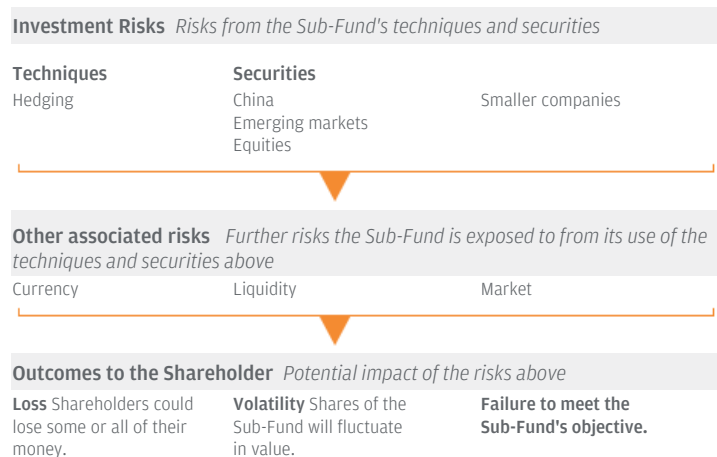 Investment Risks Risks from the Sub-Fund's techniques and securities
Techniques
Hedging
Securities
China
Emerging markets
Equities
Smaller companies
Other associated risks Further risks the Sub-Fund is exposed to from its use of the
techniques and securities above
Currency
Liquidity
Market
Outcomes to the Shareholder Potential impact of the risks above
Loss Shareholders could
lose some or all of their
money.
Volatility Shares of the
Sub-Fund will fluctuate
in value.
Failure to meet the
Sub-Fund's objective.